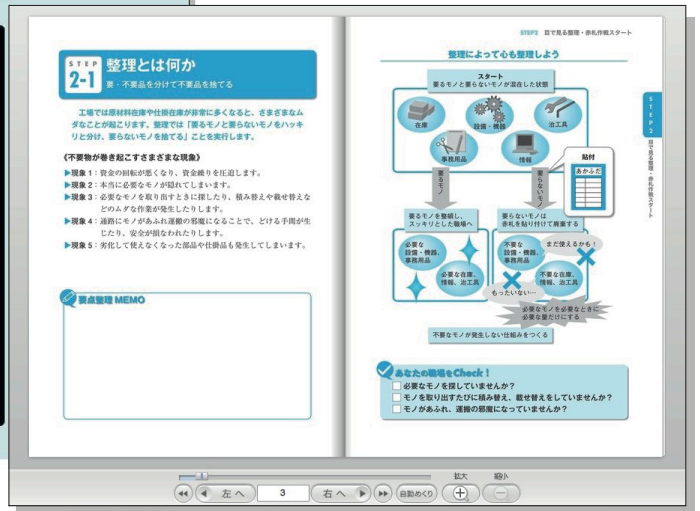 STEP
2-1
整理とは何か
要・不要品を分けて不要品を捨てる
工場では原材料在庫や仕掛在庫が非常に多くなると、さまざまなム
ダなことが起こります。整理では「要るモノと要らないモノをハッキ
リと分け、要らないモノを捨てる」ことを実行します。
《不要物が巻き起こすさまざまな現象》
▶現象1：資金の回転が悪くなり、資金繰りを圧迫します。
▶現象2：本当に必要なモノが隠れてしまいます。
▶現象3：必要なモノを取り出すときに探したり、積み替えや載せ替えな
どのムダな作業が発生したりします。
▶現象4：通路にモノがあふれ運搬の邪魔になることで、どける手間が生
じたり、安全が損なわれたりします。
▶現象5：劣化して使えなくなった部品や仕掛品も発生してしまいます。
要点整理 MEMO
STEP2 目で見る整理・赤札作戦スタート
整理によって心も整理しよう
スタート
要るモノと要らないモノが混在した状態
在庫
設備・機器
治工具
事務用品
情報
要るモノ
要らないモノ
貼付
あかふだ
要るモノを整頓し、
スッキリとした職場へ
要らないモノは
赤札を貼り付けて廃棄する
必要な
設備・機器、
事務用品
必要な在庫、
情報、治工具
不要な
設備・機器、
事務用品
まだ使えるかも！
不要な在庫、
情報、治工具
もったいない…
必要なモノを必要なときに
必要な量だけにする
不要なモノが発生しない仕組みをつくる
あなたの職場をCheck！
□ 必要なモノを探していませんか？
□ モノを取り出すたびに積み替え、載せ替えをしていませんか？
□ モノがあふれ、運搬の邪魔になっていませんか？
STEP2
目で見る整理・赤札作戦スタート
拡大 縮小
左へ 3 右へ 自動めくり